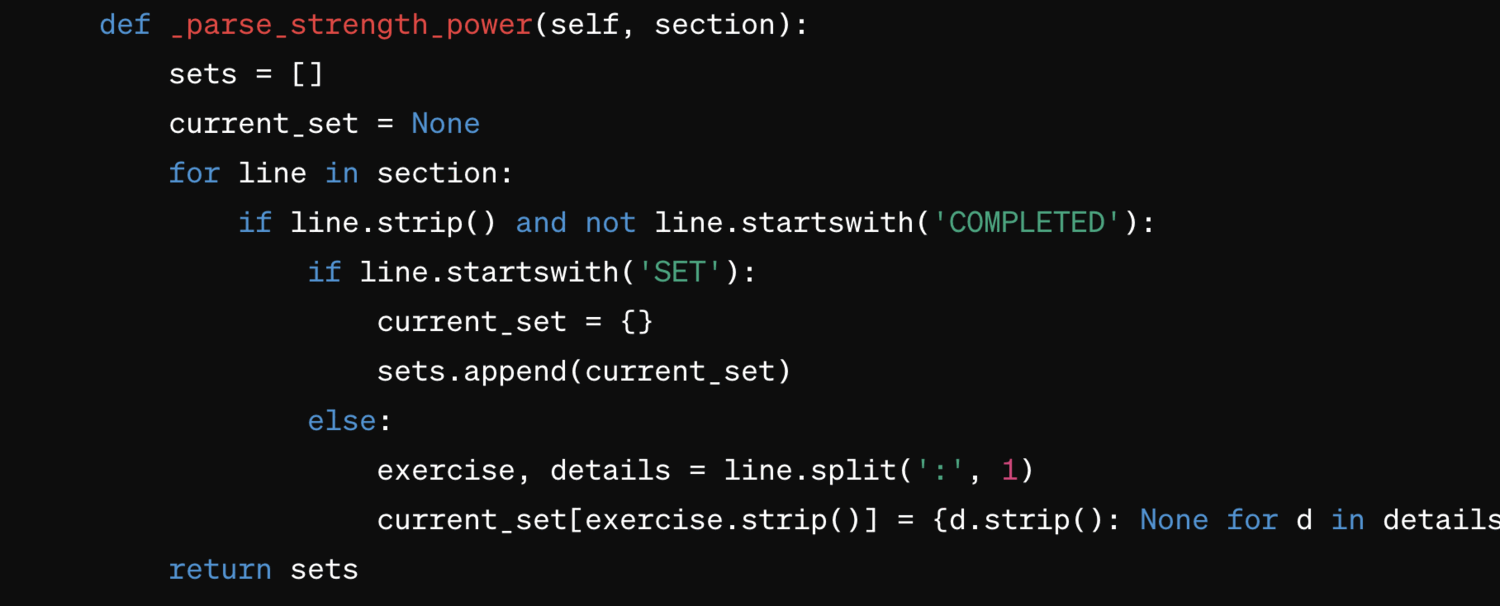 def _parse_strength_power(self, section):
    sets = []
    current_set = None
    for line in section:
        if line.strip() and not line.startswith('COMPLETED'):
            if line.startswith('SET'):
                current_set = {}
                sets.append(current_set)
            else:
                exercise, details = line.split(':', 1)
                current_set[exercise.strip()] = {d.strip(): None for d in details
    return sets